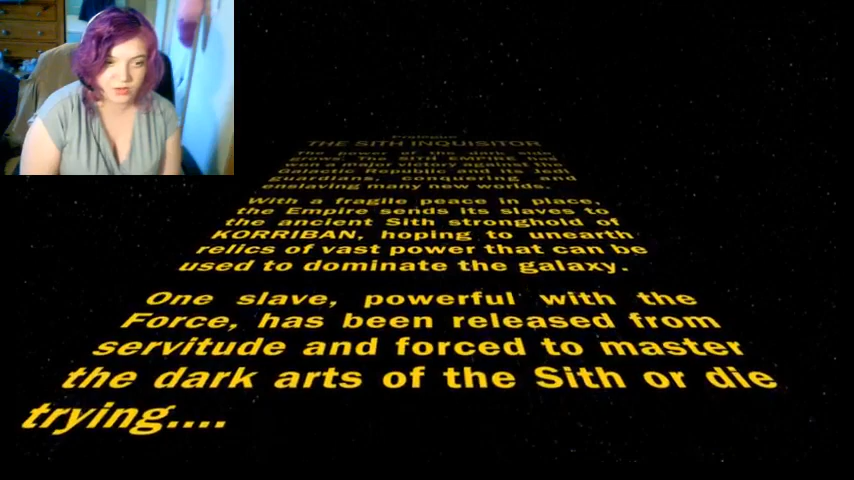 Prologue
THE SITH INQUISITOR
The power of the dark side
grows. The SITH EMPIRE has
won a major victory against the
Galactic Republic and its Jedi
guardians, conquering and
enslaving many new worlds.
With a fragile peace in place,
the Empire sends its slaves to
the ancient Sith stronghold of
KORRIBAN, hoping to unearth
relics of vast power that can be
used to dominate the galaxy.
One slave, powerful with the
Force, has been released from
servitude and forced to master
the dark arts of the Sith or die
trying....